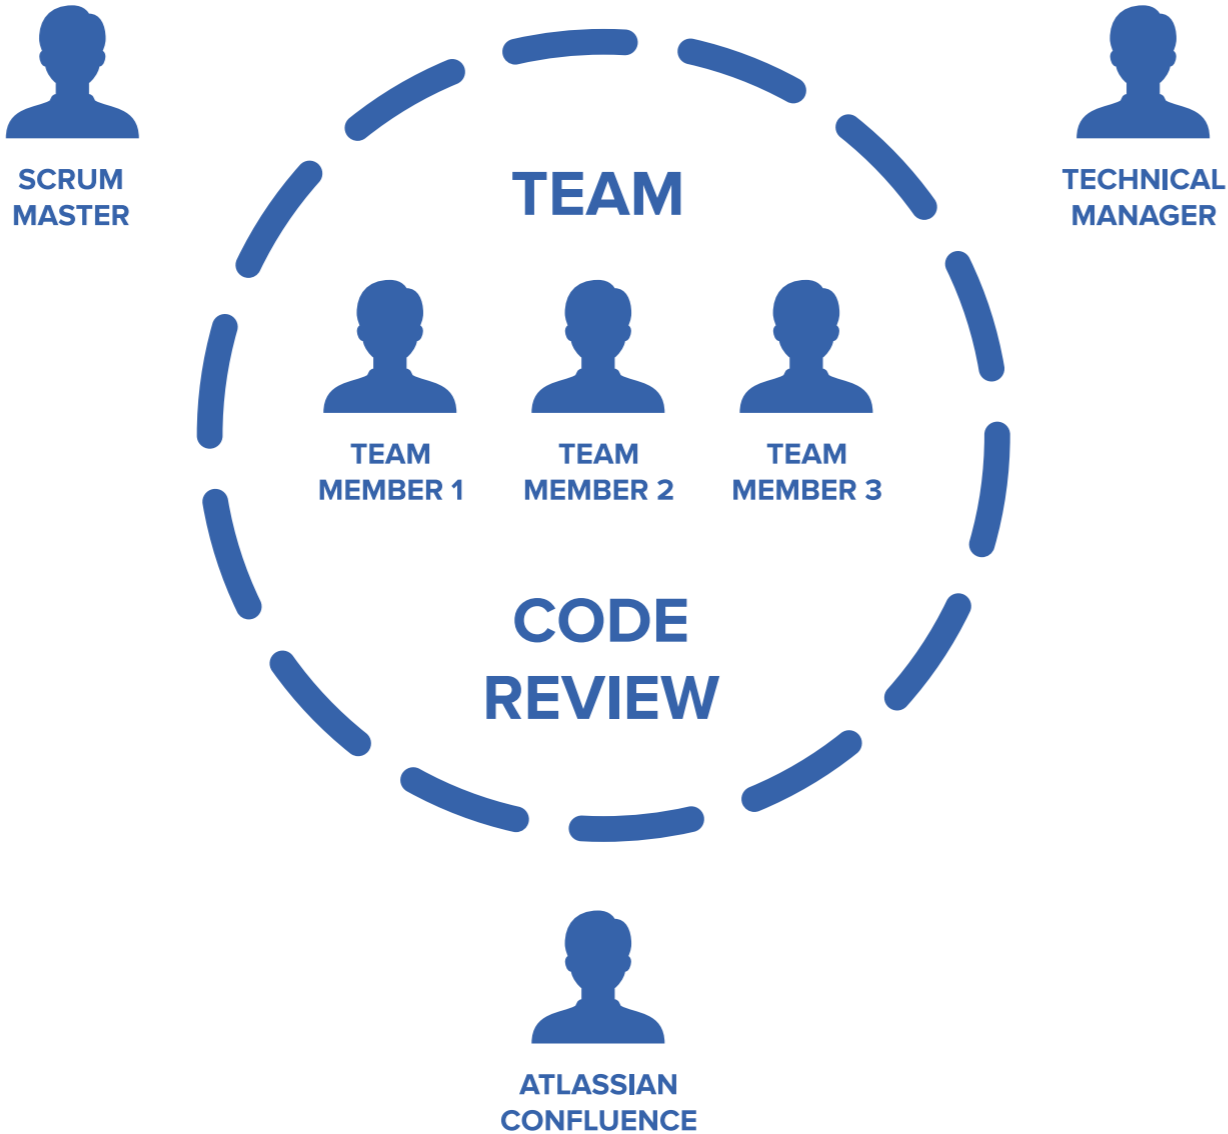 SCRUM
MASTER
TECHNICAL
MANAGER
TEAM
TEAM
MEMBER 1
TEAM
MEMBER 2
TEAM
MEMBER 3
CODE
REVIEW
ATLASSIAN
CONFLUENCE